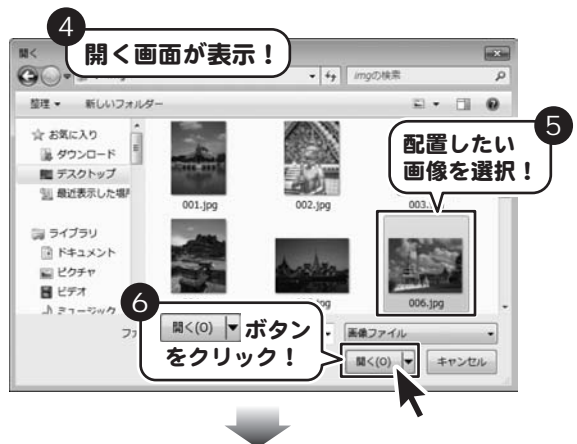 4
開く画面が表示！
開く
imgの検索
整理
新しいフォルダー
お気に入り
ダウンロード
デスクトップ
最近表示した場所
ライブラリ
ドキュメント
ピクチャ
ビデオ
ミュージック
001.jpg
002.jpg
003.
006.jpg
5
配置したい
画像を選択！
6
開く(O) ボタン
をクリック！
画像ファイル
開く(O)
キャンセル